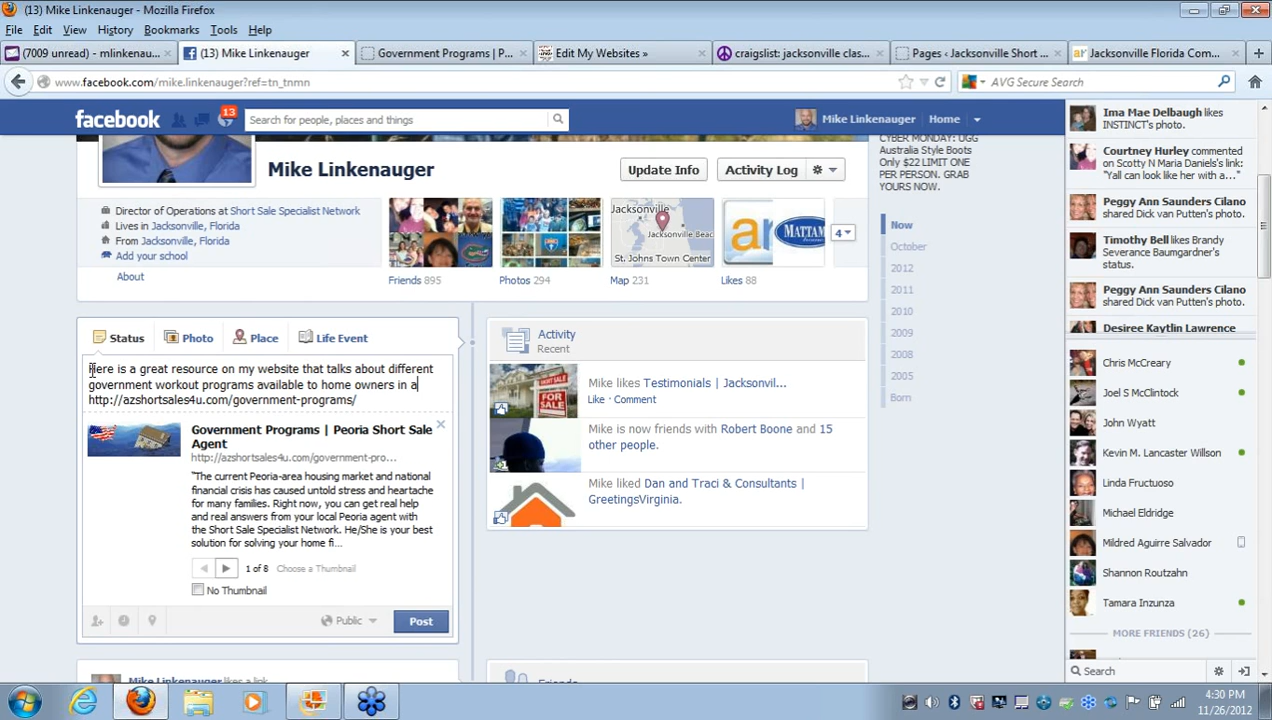 (13) Mike Linkenauger - Mozilla Firefox
File Edit View History Bookmarks Tools Help
(7009 unread) - mlinkenau...
(13) Mike Linkenauger
Government Programs | P...
Edit My Websites »
craigslist: jacksonville clas...
Pages ‹ Jacksonville Short ...
Jacksonville Florida Com...
www.facebook.com/mike.linkenauger?ref=tn_tnmn
AVG Secure Search
facebook
13
Search for people, places and things
Mike Linkenauger
Home
Mike Linkenauger
Update Info
Activity Log
Director of Operations at Short Sale Specialist Network
Lives in Jacksonville, Florida
From Jacksonville, Florida
Add your school
About
Friends 895
Photos 294
Jacksonville
Jacksonville Beac
St. Johns Town Center
Map 231
ar
MATTAM
Likes 88
4
CYBER MONDAY: UGG
Australia Style Boots
Only $22 LIMIT ONE
PER PERSON. GRAB
YOURS NOW.
Now
October
2012
2011
2010
2009
2008
2005
Born
Status
Photo
Place
Life Event
Here is a great resource on my website that talks about different
government workout programs available to home owners in a
http://azshortsales4u.com/government-programs/
Government Programs | Peoria Short Sale
Agent
http://azshortsales4u.com/government-pro...
"The current Peoria-area housing market and national
financial crisis has caused untold stress and heartache
for many families. Right now, you can get real help
and real answers from your local Peoria agent with
the Short Sale Specialist Network. He/She is your best
solution for solving your home fi...
1 of 8 Choose a Thumbnail
No Thumbnail
Public
Post
Activity
Recent
FOR
SALE
Mike likes Testimonials | Jacksonvil...
Like · Comment
Mike is now friends with Robert Boone and 15
other people.
Mike liked Dan and Traci & Consultants |
GreetingsVirginia.
Mike Linkenauger likes a link.
Friends
Ima Mae Delbaugh likes
INSTINCT's photo.
Courtney Hurley commented
on Scotty N Maria Daniels's link:
"Yall can look like her with a..."
Peggy Ann Saunders Cilano
shared Dick van Putten's photo.
Timothy Bell likes Brandy
Severance Baumgardner's
status.
Peggy Ann Saunders Cilano
shared Dick van Putten's photo.
Desiree Kaytlin Lawrence
Chris McCreary
Joel S McClintock
John Wyatt
Kevin M. Lancaster Willson
Linda Fructuoso
Michael Eldridge
Mildred Aguirre Salvador
Shannon Routzahn
Tamara Inzunza
MORE FRIENDS (26)
Search
4:30 PM
11/26/2012